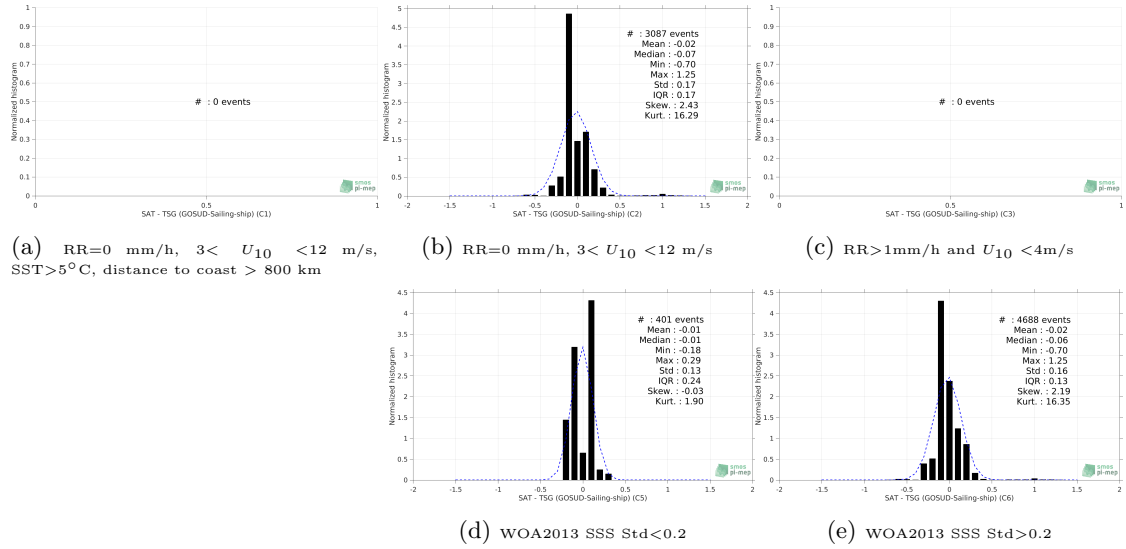 1
0.9
0.8
0.7
0.6
0.5
0.4
0.3
0.2
0.1
0
Normalized histogram
# : 0 events
0 0.5 1
SAT - TSG (GOSUD-Sailing-ship) (C1)
smos
pi-mep
(a) RR=0 mm/h, 3< U10 <12 m/s,
SST>5°C, distance to coast > 800 km
5
4.5
4
3.5
3
2.5
2
1.5
1
0.5
0
Normalized histogram
# : 3087 events
Mean : -0.02
Median : -0.07
Min : -0.70
Max : 1.25
Std : 0.17
IQR : 0.17
Skew. : 2.43
Kurt. : 16.29
-2 -1.5 -1 -0.5 0 0.5 1 1.5 2
SAT - TSG (GOSUD-Sailing-ship) (C2)
smos
pi-mep
(b) RR=0 mm/h, 3< U10 <12 m/s
1
0.9
0.8
0.7
0.6
0.5
0.4
0.3
0.2
0.1
0
Normalized histogram
# : 0 events
0 0.5 1
SAT - TSG (GOSUD-Sailing-ship) (C3)
smos
pi-mep
(c) RR>1mm/h and U10 <4m/s
4.5
4
3.5
3
2.5
2
1.5
1
0.5
0
Normalized histogram
# : 401 events
Mean : -0.01
Median : -0.01
Min : -0.18
Max : 0.29
Std : 0.13
IQR : 0.24
Skew. : -0.03
Kurt. : 1.90
-2 -1.5 -1 -0.5 0 0.5 1 1.5 2
SAT - TSG (GOSUD-Sailing-ship) (C5)
smos
pi-mep
(d) WOA2013 SSS Std<0.2
4.5
4
3.5
3
2.5
2
1.5
1
0.5
0
Normalized histogram
# : 4688 events
Mean : -0.02
Median : -0.06
Min : -0.70
Max : 1.25
Std : 0.16
IQR : 0.13
Skew. : 2.19
Kurt. : 16.35
-2 -1.5 -1 -0.5 0 0.5 1 1.5 2
SAT - TSG (GOSUD-Sailing-ship) (C6)
smos
pi-mep
(e) WOA2013 SSS Std>0.2